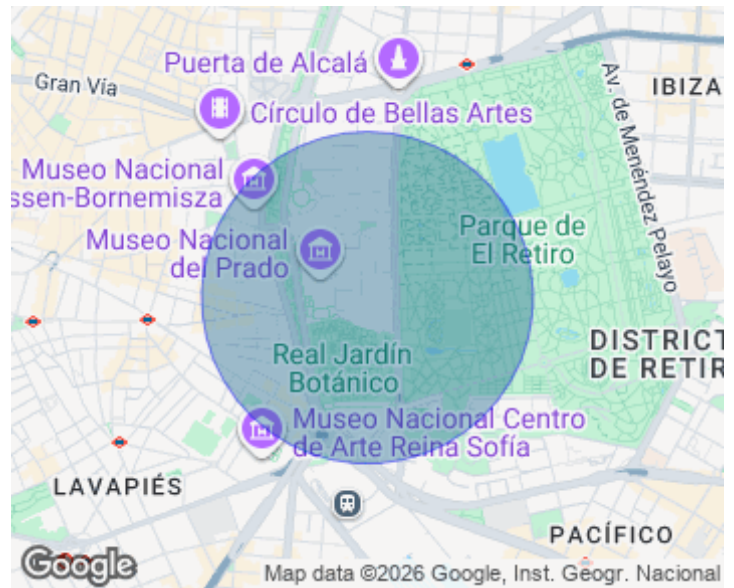 Puerta de Alcalá
Gran Vía
IBIZA
Círculo de Bellas Artes
Av. de Menéndez Pelayo
Museo Nacional
ssen-Bornemisza
Museo Nacional
del Prado
Parque de
El Retiro
DISTRICT
DE RETIR
Real Jardín
Botánico
Museo Nacional Centro
de Arte Reina Sofía
LAVAPIÉS
PACÍFICO
Google
Map data ©2026 Google, Inst. Geogr. Nacional